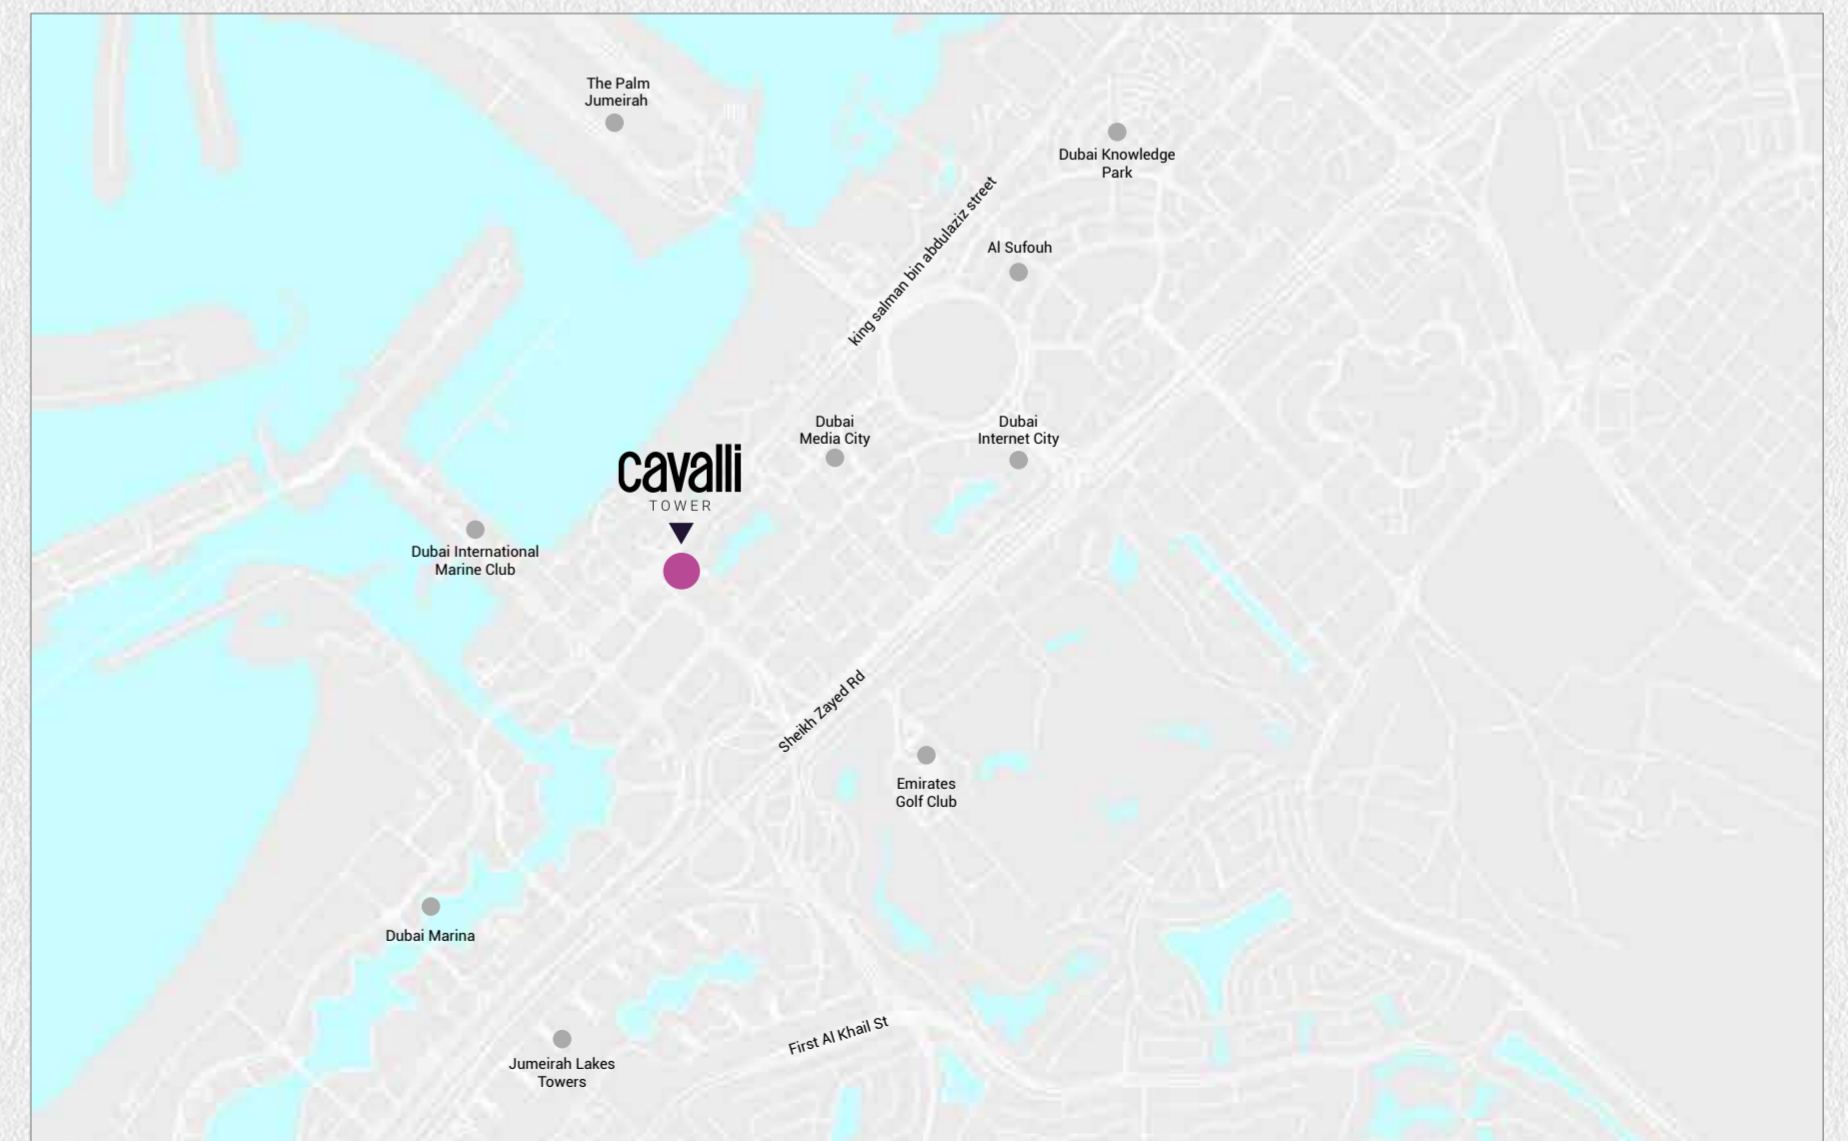 The Palm
Jumeirah
Dubai Knowledge
Park
king salman bin abdulaziz street
Al Sufouh
Dubai
Media City
Dubai
Internet City
cavalli
TOWER
Dubai International
Marine Club
Sheikh Zayed Rd
Emirates
Golf Club
Dubai Marina
First Al Khail St
Jumeirah Lakes
Towers